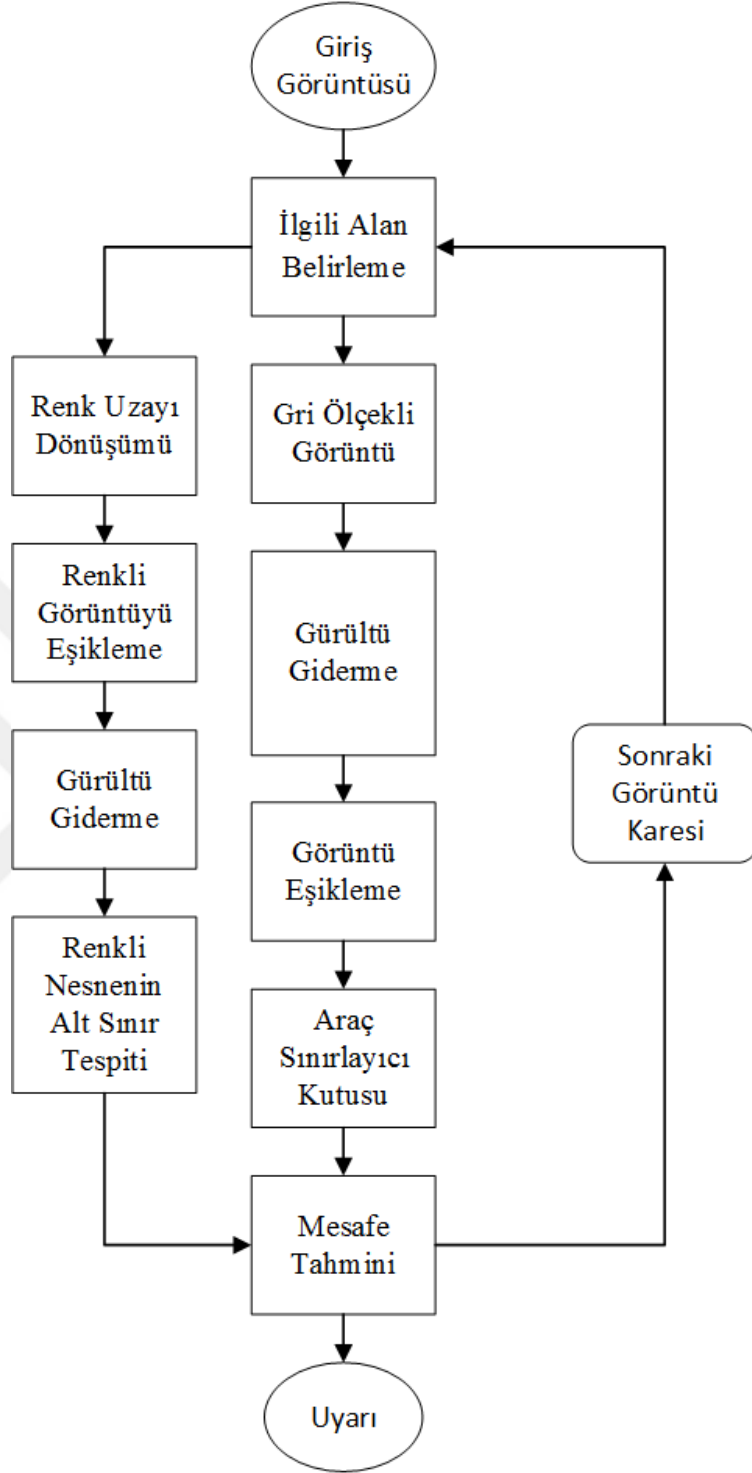 Giriş
Görüntüsü
İlgili Alan
Belirleme
Renk Uzayı
Dönüşümü
Gri Ölçekli
Görüntü
Renkli
Görüntüyü
Eşikleme
Gürültü
Giderme
Gürültü
Giderme
Sonraki
Görüntü
Karesi
Görüntü
Eşikleme
Renkli
Nesnenin
Alt Sınır
Tespiti
Araç
Sınırlayıcı
Kutusu
Mesafe
Tahmini
Uyarı